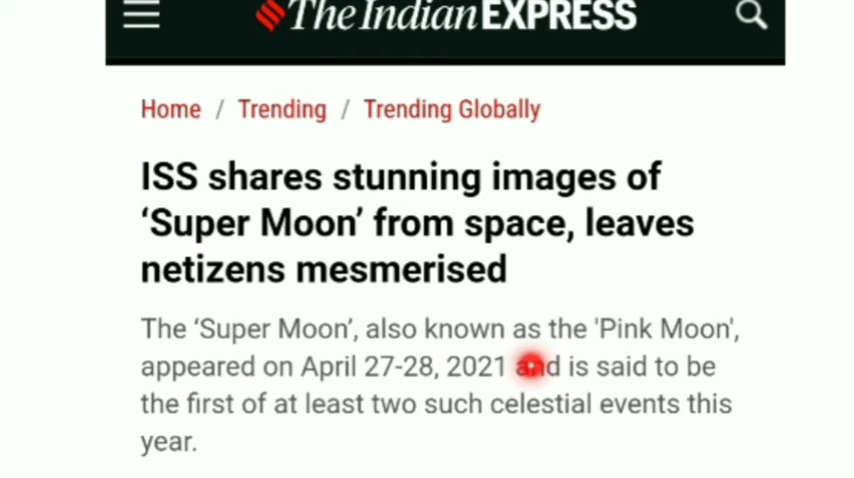 The Indian EXPRESS
Home / Trending / Trending Globally
ISS shares stunning images of
‘Super Moon’ from space, leaves
netizens mesmerised
The ‘Super Moon’, also known as the 'Pink Moon',
appeared on April 27-28, 2021 and is said to be
the first of at least two such celestial events this
year.